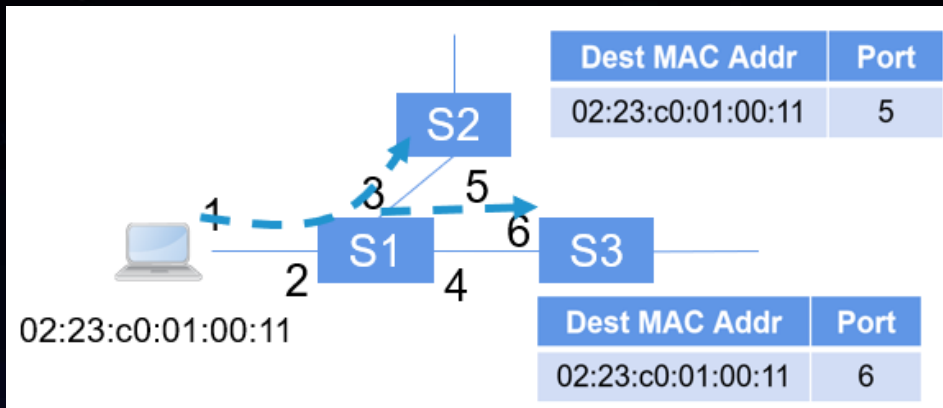 Dest MAC Addr Port
02:23:c0:01:00:11 5
S2
3 5
1
S1 6 S3
2 4
02:23:c0:01:00:11
Dest MAC Addr Port
02:23:c0:01:00:11 6